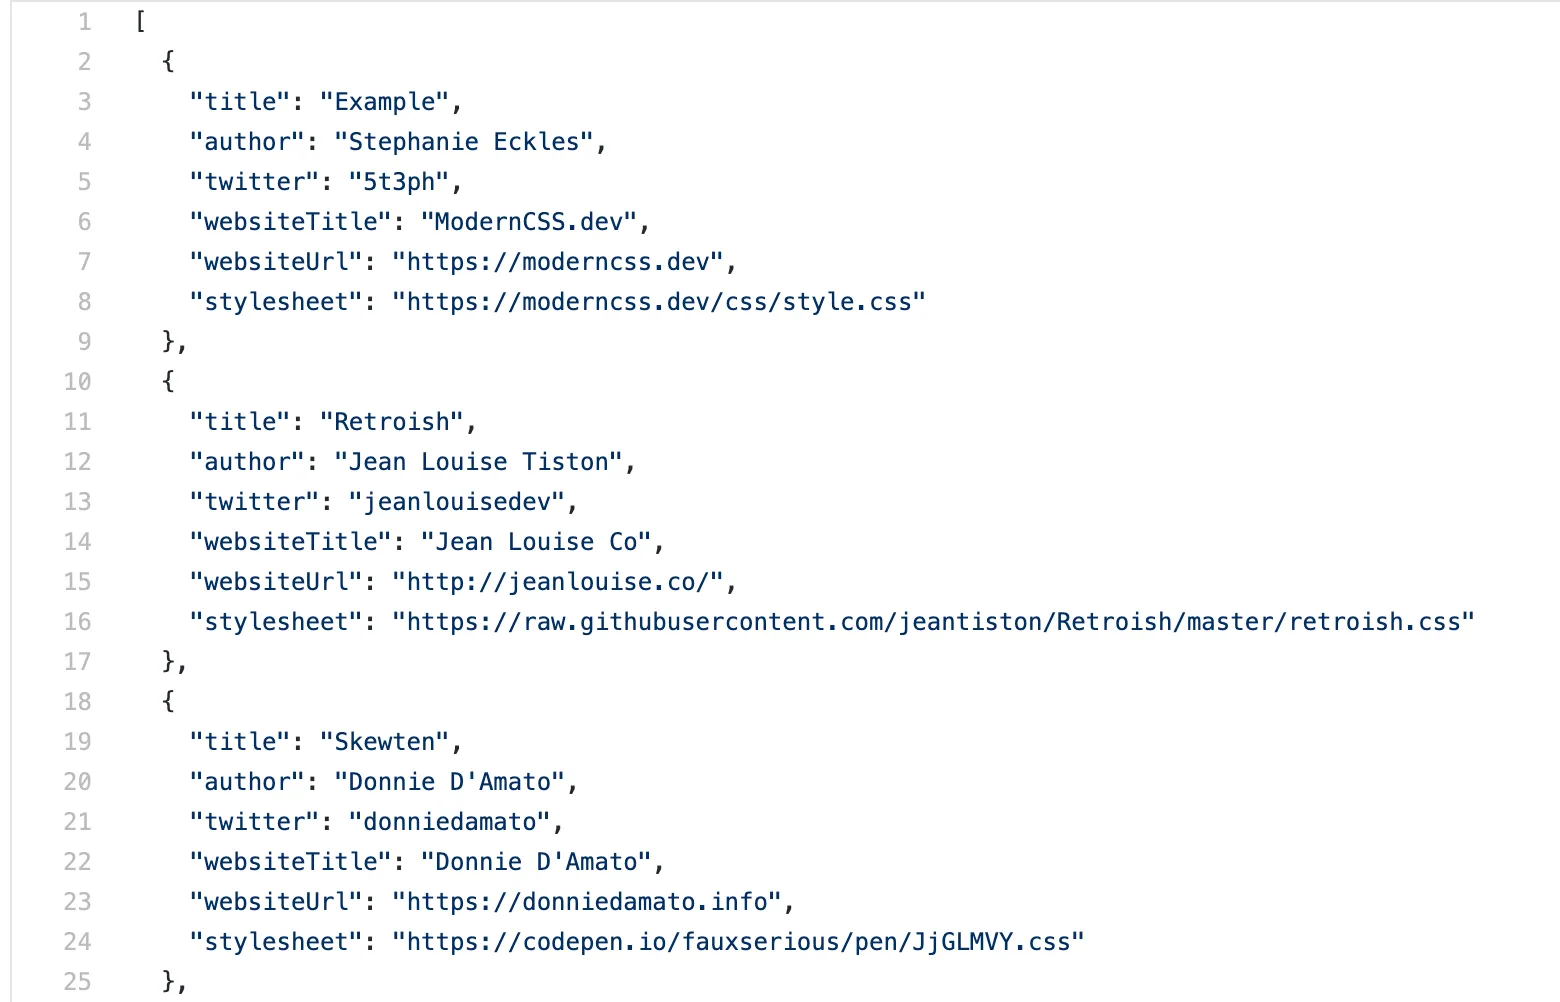 1 [
2   {
3     "title": "Example",
4     "author": "Stephanie Eckles",
5     "twitter": "5t3ph",
6     "websiteTitle": "ModernCSS.dev",
7     "websiteUrl": "https://moderncss.dev",
8     "stylesheet": "https://moderncss.dev/css/style.css"
9   },
10   {
11     "title": "Retroish",
12     "author": "Jean Louise Tiston",
13     "twitter": "jeanlouisedev",
14     "websiteTitle": "Jean Louise Co",
15     "websiteUrl": "http://jeanlouise.co/",
16     "stylesheet": "https://raw.githubusercontent.com/jeantiston/Retroish/master/retroish.css"
17   },
18   {
19     "title": "Skewten",
20     "author": "Donnie D'Amato",
21     "twitter": "donniedamato",
22     "websiteTitle": "Donnie D'Amato",
23     "websiteUrl": "https://donniedamato.info",
24     "stylesheet": "https://codepen.io/fauxserious/pen/JjGLMVY.css"
25   },